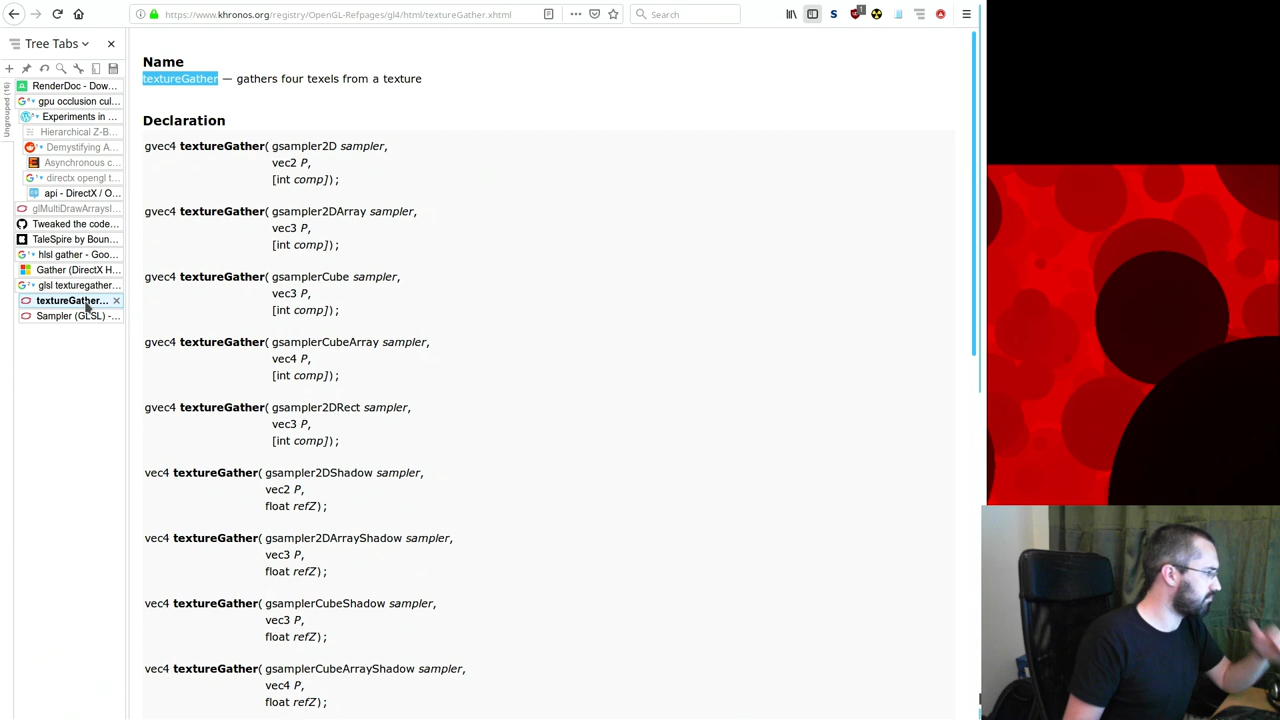 https://www.khronos.org/registry/OpenGL-Refpages/gl4/html/textureGather.xhtml
Search
1
Tree Tabs
Ungrouped (16)
RenderDoc - Dow...
gpu occlusion cul...
Experiments in ...
Hierarchical Z-B...
Demystifying A...
Asynchronous c...
directx opengl t...
api - DirectX / O...
glMultiDrawArraysI...
Tweaked the code...
TaleSpire by Boun...
hlsl gather - Goo...
Gather (DirectX H...
glsl texturegather...
textureGather...
Sampler (GLSL) -...
Name
textureGather — gathers four texels from a texture
Declaration
gvec4 textureGather( gsampler2D sampler,
vec2 P,
[int comp]);
gvec4 textureGather( gsampler2DArray sampler,
vec3 P,
[int comp]);
gvec4 textureGather( gsamplerCube sampler,
vec3 P,
[int comp]);
gvec4 textureGather( gsamplerCubeArray sampler,
vec4 P,
[int comp]);
gvec4 textureGather( gsampler2DRect sampler,
vec3 P,
[int comp]);
vec4 textureGather( gsampler2DShadow sampler,
vec2 P,
float refZ);
vec4 textureGather( gsampler2DArrayShadow sampler,
vec3 P,
float refZ);
vec4 textureGather( gsamplerCubeShadow sampler,
vec3 P,
float refZ);
vec4 textureGather( gsamplerCubeArrayShadow sampler,
vec4 P,
float refZ);